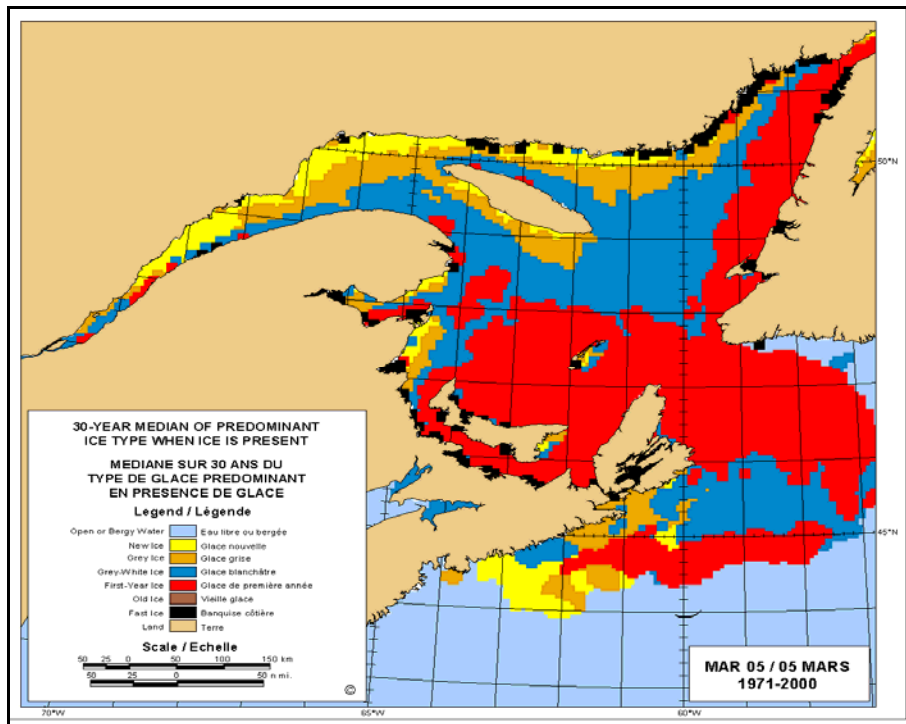 50°N
30-YEAR MEDIAN OF PREDOMINANT
ICE TYPE WHEN ICE IS PRESENT
MEDIANE SUR 30 ANS DU
TYPE DE GLACE PREDOMINANT
EN PRESENCE DE GLACE
Legend / Légende
Open or Bergy Water Eau libre ou bergée
New Ice Glace nouvelle
Grey Ice Glace grise
Grey-White Ice Glace blanchâtre
First-Year Ice Glace de première année
Old Ice Vieille glace
Fast Ice Banquise côtière
Land Terre
Scale / Echelle
50 25 0 50 100 150 km
50 25 0 50 n mi.
©
45°N
MAR 05 / 05 MARS
1971-2000
70°W 65°W 60°W